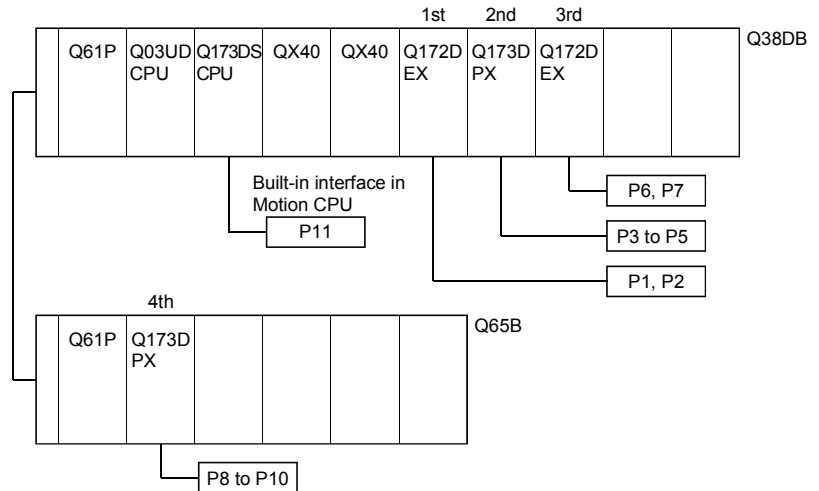 1st 2nd 3rd
Q61P Q03UD CPU Q173DS CPU QX40 QX40 Q172D EX Q173D PX Q172D EX
Q38DB
Built-in interface in
Motion CPU
P11
P6, P7
P3 to P5
P1, P2
4th
Q61P Q173D PX
Q65B
P8 to P10